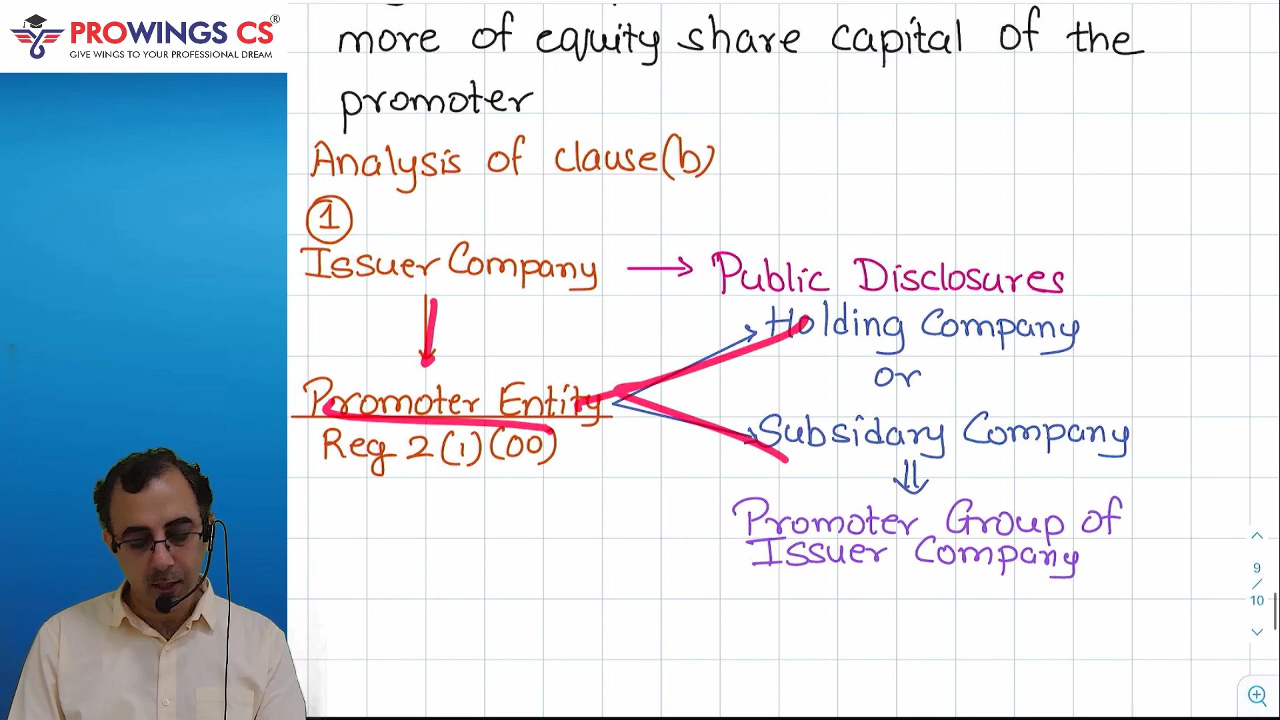 PROWINGS CS®
GIVE WINGS TO YOUR PROFESSIONAL DREAM
more of equity share capital of the
promoter
Analysis of clause(b)
1
Issuer Company → Public Disclosures
Holding Company
or
Promoter Entity
Subsidary Company
Reg 2(1)(00)
Promoter Group of
Issuer Company
9
/
10